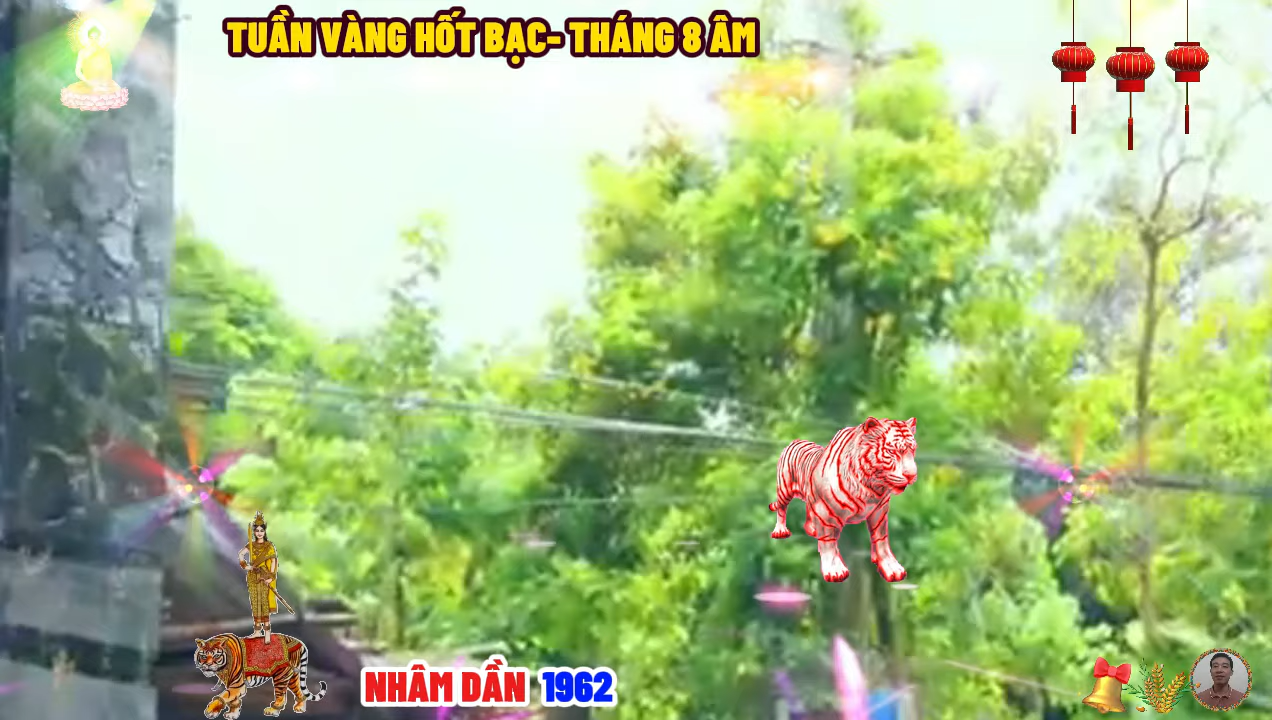 TUẦN VÀNG HỐT BẠC- THÁNG 8 ÂM
NHÂM DẦN 1962